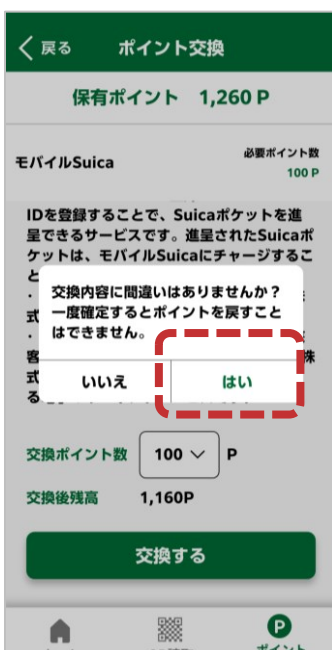 戻る ポイント交換
保有ポイント 1,260 P
モバイルSuica
必要ポイント数
100 P
IDを登録することで、Suicaポケットを進
呈できるサービスです。進呈されたSuicaポ
ケットは、モバイルSuicaにチャージするこ
と
交換内容に間違いはありませんか？
一度確定するとポイントを戻すこと
はできません。
式
客
株
式
る
いいえ はい
交換ポイント数 100 P
交換後残高 1,160P
交換する
P
ポイント